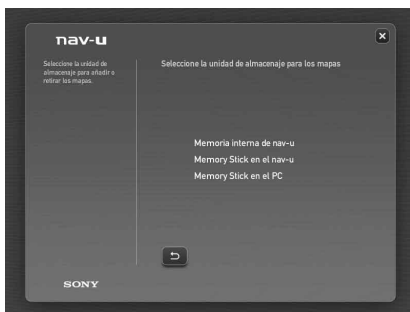 nav-u
Seleccione la unidad de
almacenaje para añadir o
retirar los mapas.
Seleccione la unidad de almacenaje para los mapas
Memoria interna de nav-u
Memory Stick en el nav-u
Memory Stick en el PC
SONY